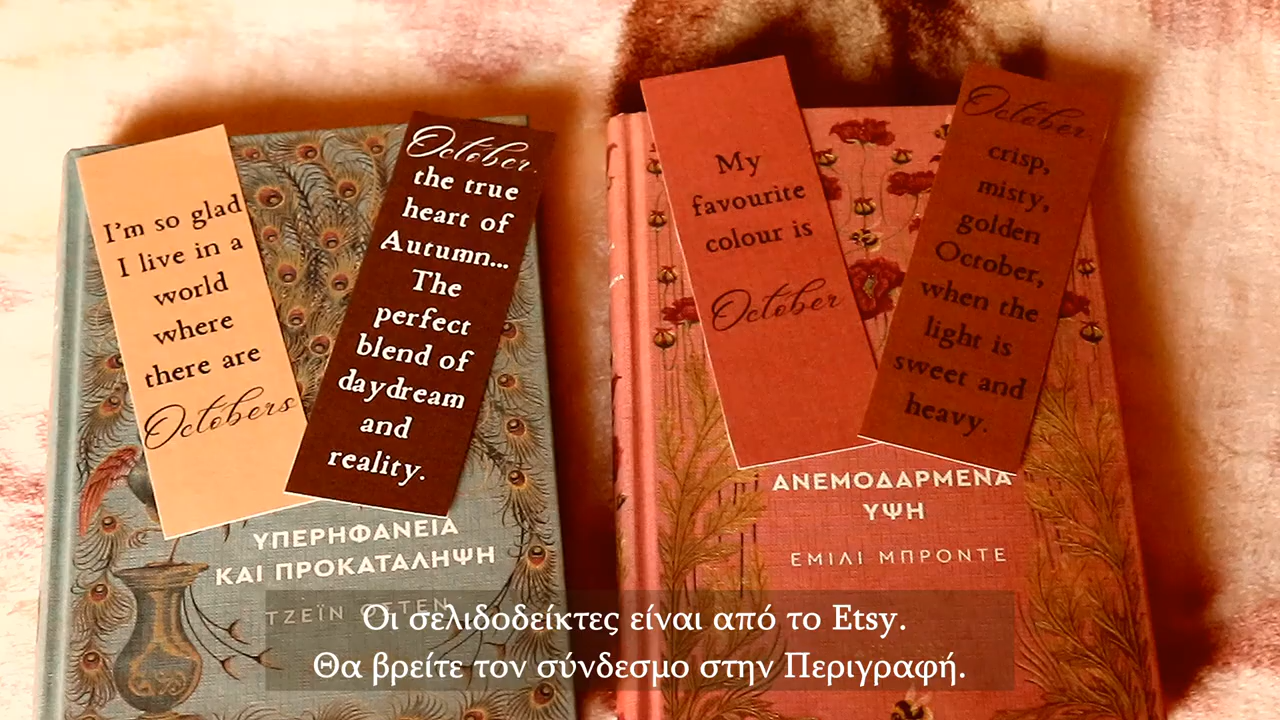 I'm so glad
I live in a
world
where
there are
Octobers
October,
the true
heart of
Autumn...
The
perfect
blend of
daydream
and
reality.
My
favourite
colour is
October
October,
crisp,
misty,
golden
October,
when the
light is
sweet and
heavy.
ΥΠΕΡΗΦΑΝΕΙΑ
ΚΑΙ ΠΡΟΚΑΤΑΛΗΨΗ
ΤΖΕΪΝ ΟΣΤΕΝ
ΑΝΕΜΟΔΑΡΜΕΝΑ
ΥΨΗ
ΕΜΙΛΙ ΜΠΡΟΝΤΕ
Οι σελιδοδείκτες είναι από το Etsy.
Θα βρείτε τον σύνδεσμο στην Περιγραφή.